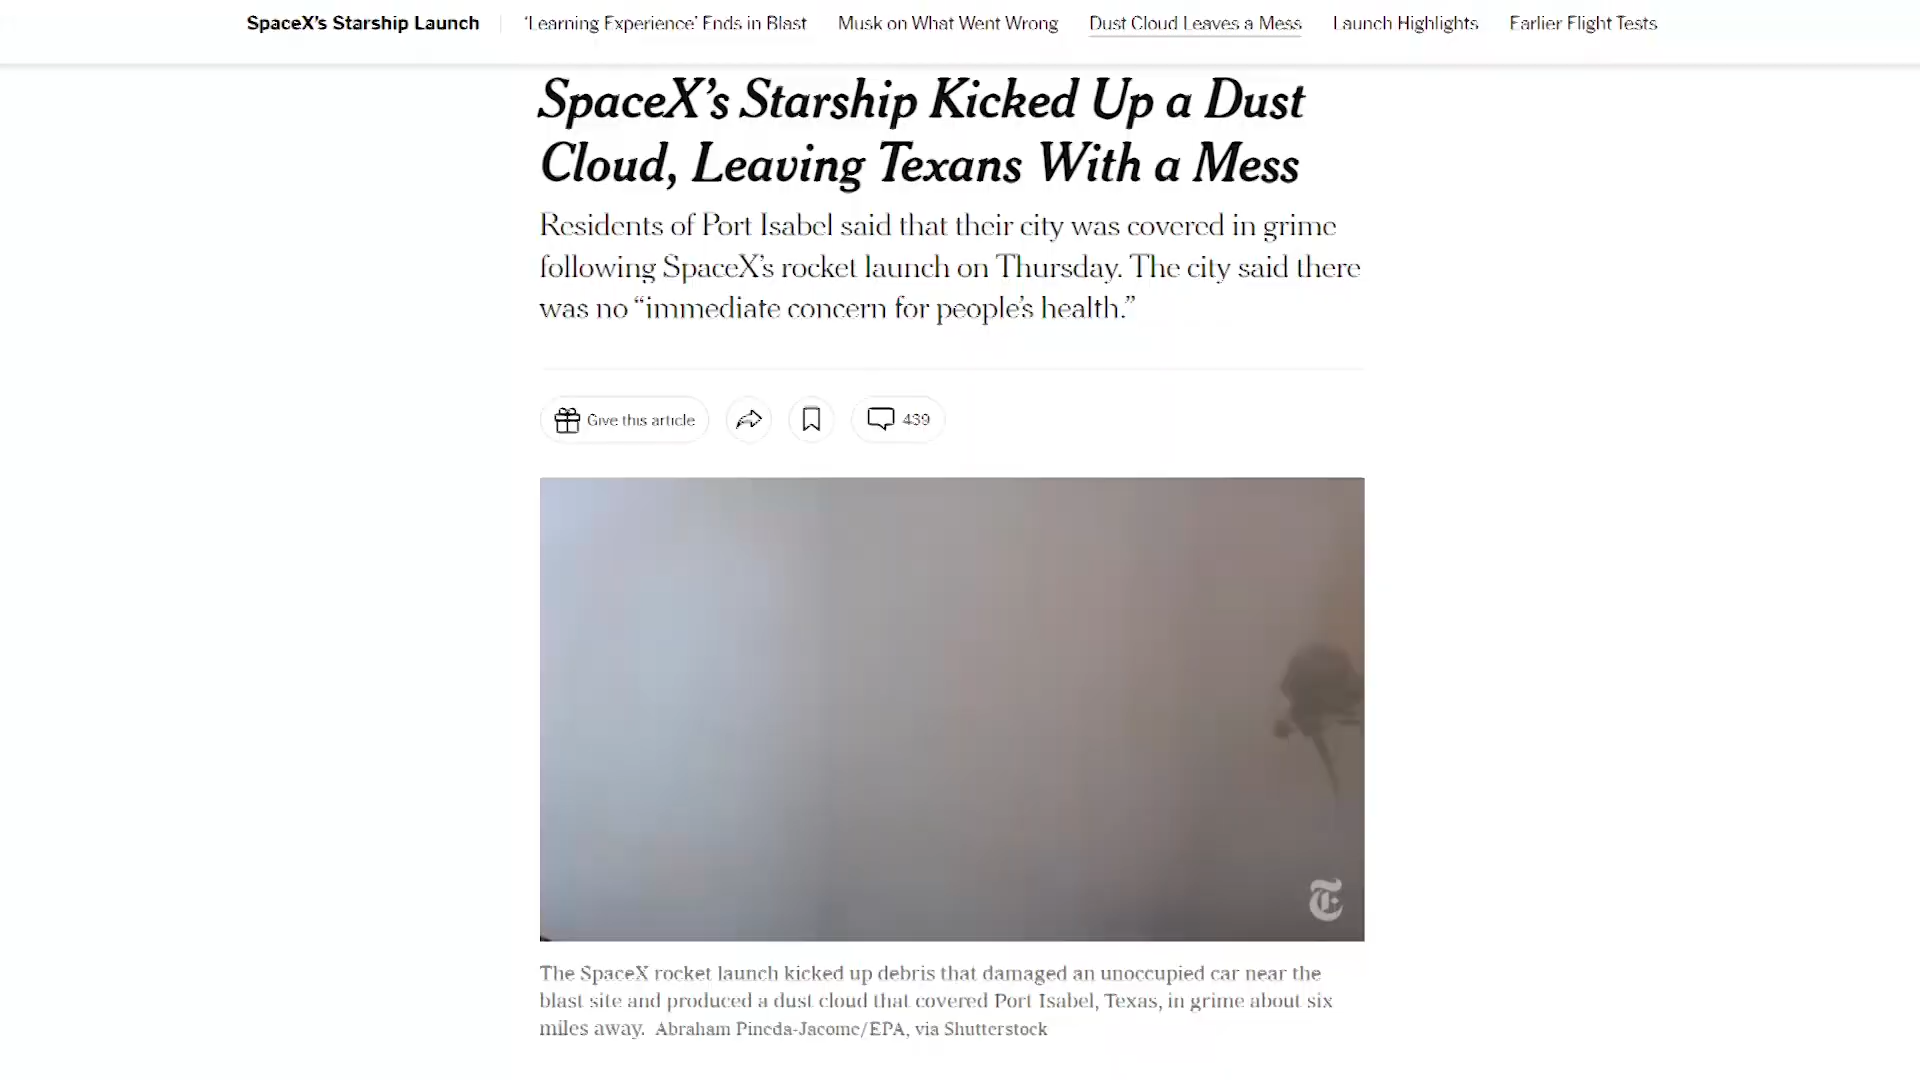 SpaceX’s Starship Launch
‘Learning Experience’ Ends in Blast
Musk on What Went Wrong
Dust Cloud Leaves a Mess
Launch Highlights
Earlier Flight Tests
SpaceX’s Starship Kicked Up a Dust
Cloud, Leaving Texans With a Mess
Residents of Port Isabel said that their city was covered in grime
following SpaceX’s rocket launch on Thursday. The city said there
was no “immediate concern for people’s health.”
Give this article
439
T
The SpaceX rocket launch kicked up debris that damaged an unoccupied car near the
blast site and produced a dust cloud that covered Port Isabel, Texas, in grime about six
miles away. Abraham Pineda-Jacome/EPA, via Shutterstock